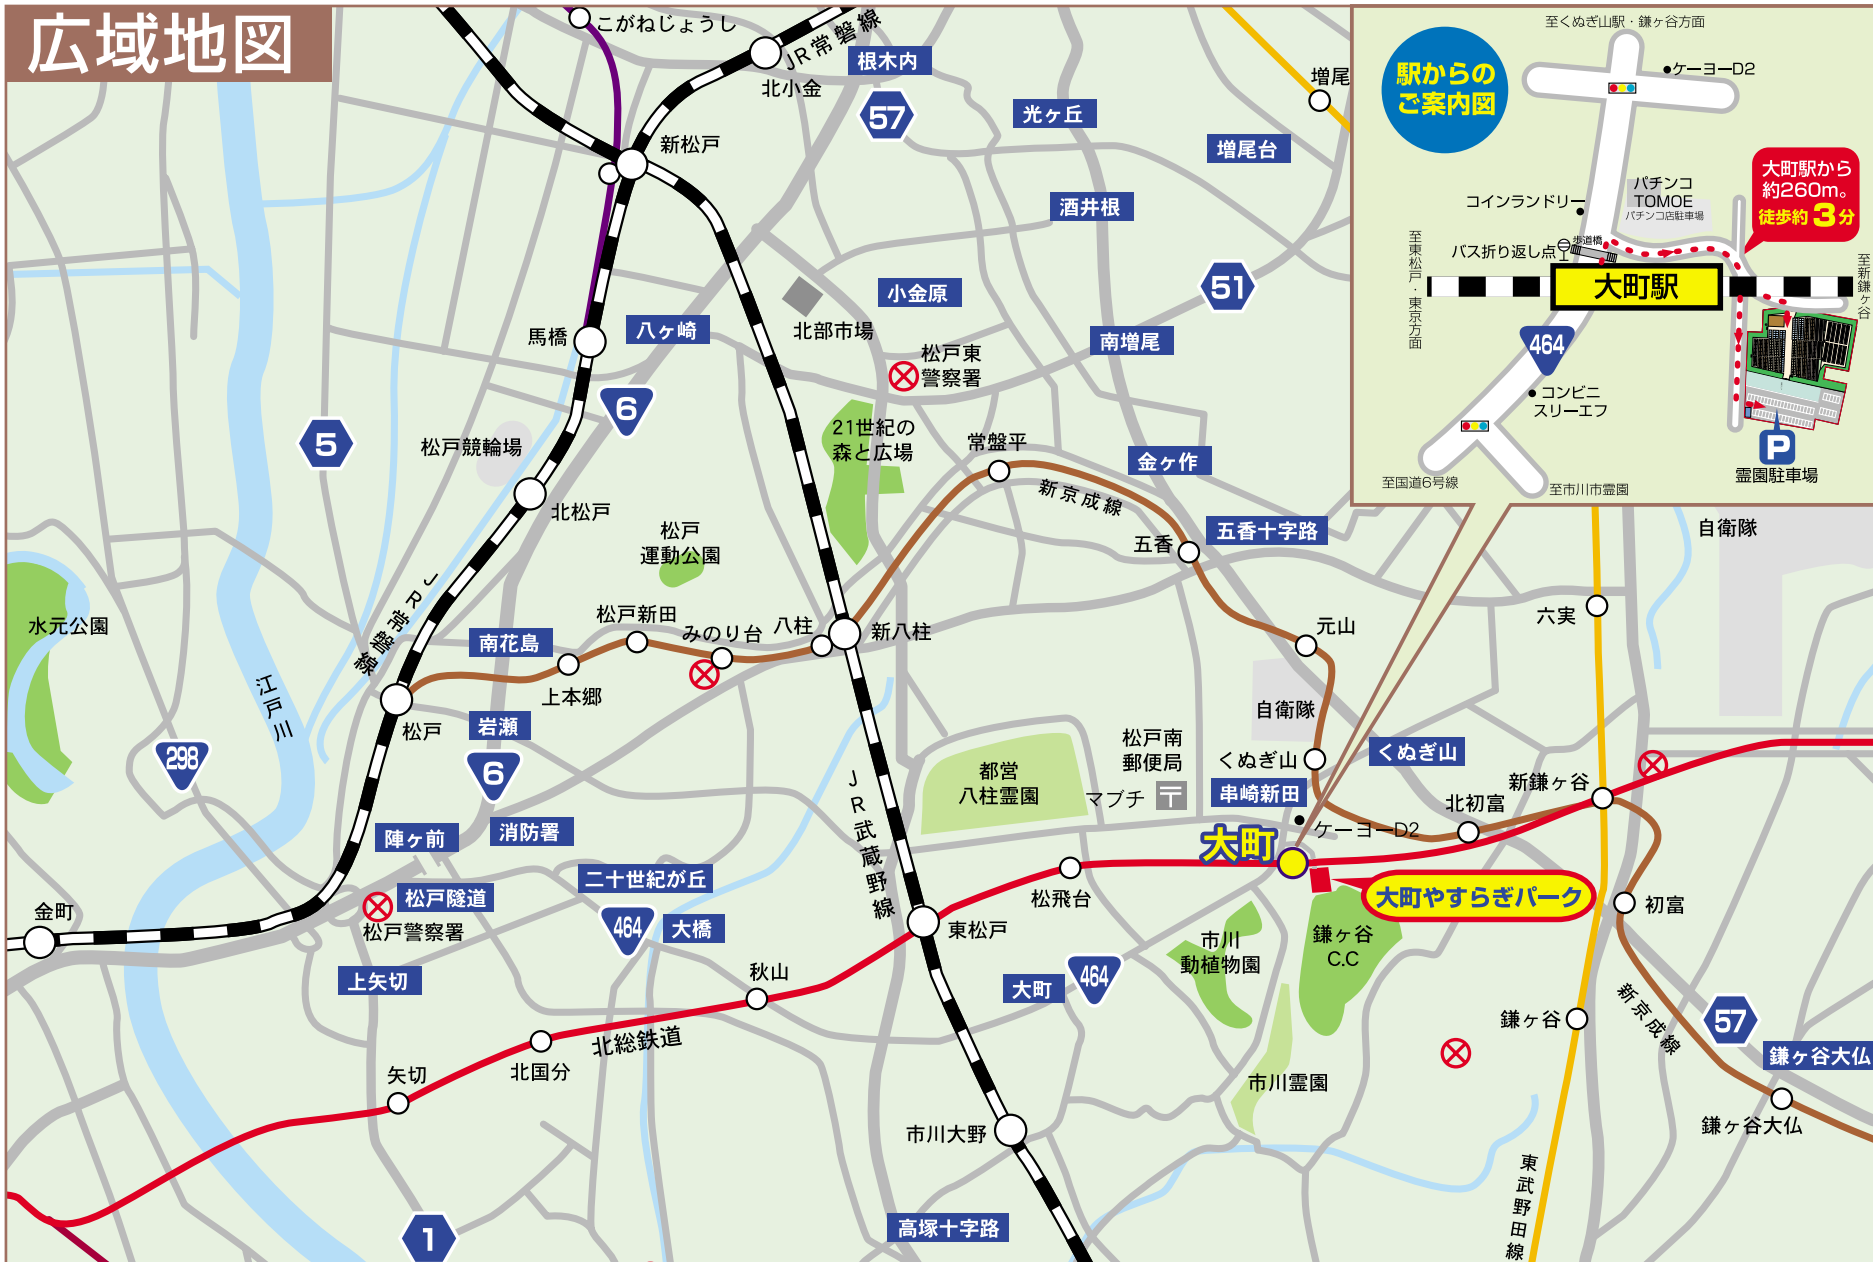 広域地図
こがねじょうし
JR常磐線
北小金
根木内
57
新松戸
光ヶ丘
増尾
増尾台
酒井根
51
小金原
北部市場
馬橋
八ヶ崎
松戸東
警察署
南増尾
6
5
松戸競輪場
21世紀の
森と広場
常盤平
新京成線
金ヶ作
北松戸
松戸
運動公園
五香
五香十字路
自衛隊
六実
水元公園
JR常磐線
南花島
松戸新田
みのり台
八柱
新八柱
元山
上本郷
江戸川
松戸
岩瀬
6
298
自衛隊
くぬぎ山
くぬぎ山
松戸南
郵便局
マブチ
都営
八柱霊園
JR武蔵野線
串崎新田
ケーヨーD2
新鎌ヶ谷
北初富
陣ヶ前
消防署
大町
二十世紀が丘
松戸隧道
松戸警察署
金町
464
大橋
松飛台
東松戸
大町やすらぎパーク
初富
上矢切
秋山
大町
464
市川
動植物園
鎌ヶ谷
C.C
北総鉄道
北国分
矢切
鎌ヶ谷
新京成線
57
鎌ヶ谷大仏
鎌ヶ谷大仏
市川霊園
市川大野
東武野田線
高塚十字路
1
駅からの
ご案内図
至くぬぎ山駅・鎌ヶ谷方面
ケーヨーD2
パチンコ
TOMOE
パチンコ店駐車場
コインランドリー
大町駅から
約260m。
徒歩約3分
バス折り返し点
歩道橋
至東松戸・東京方面
大町駅
至新鎌ヶ谷
464
コンビニ
スリーエフ
P
霊園駐車場
至国道6号線
至市川市霊園